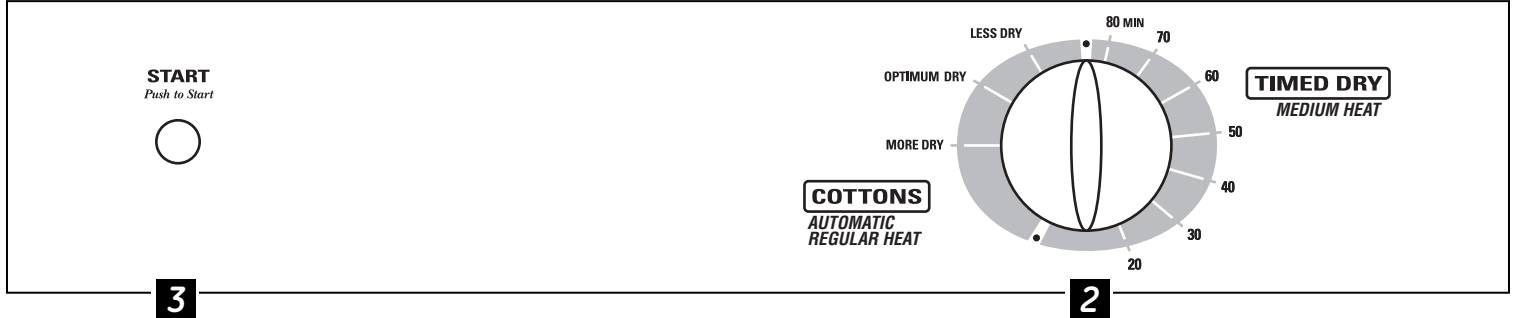 START
Push to Start
LESS DRY
OPTIMUM DRY
MORE DRY
COTTONS
AUTOMATIC
REGULAR HEAT
80 MIN
70
60
50
40
30
20
TIMED DRY
MEDIUM HEAT
3
2